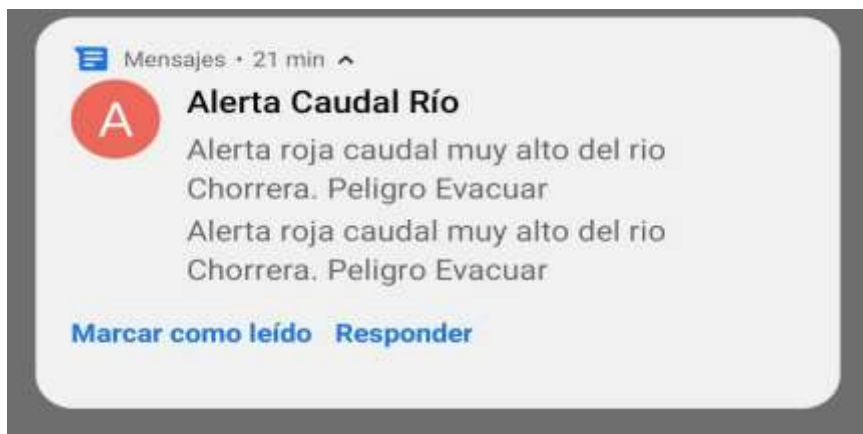 Mensajes • 21 min
A
Alerta Caudal Río
Alerta roja caudal muy alto del rio
Chorrera. Peligro Evacuar
Alerta roja caudal muy alto del rio
Chorrera. Peligro Evacuar
Marcar como leído Responder